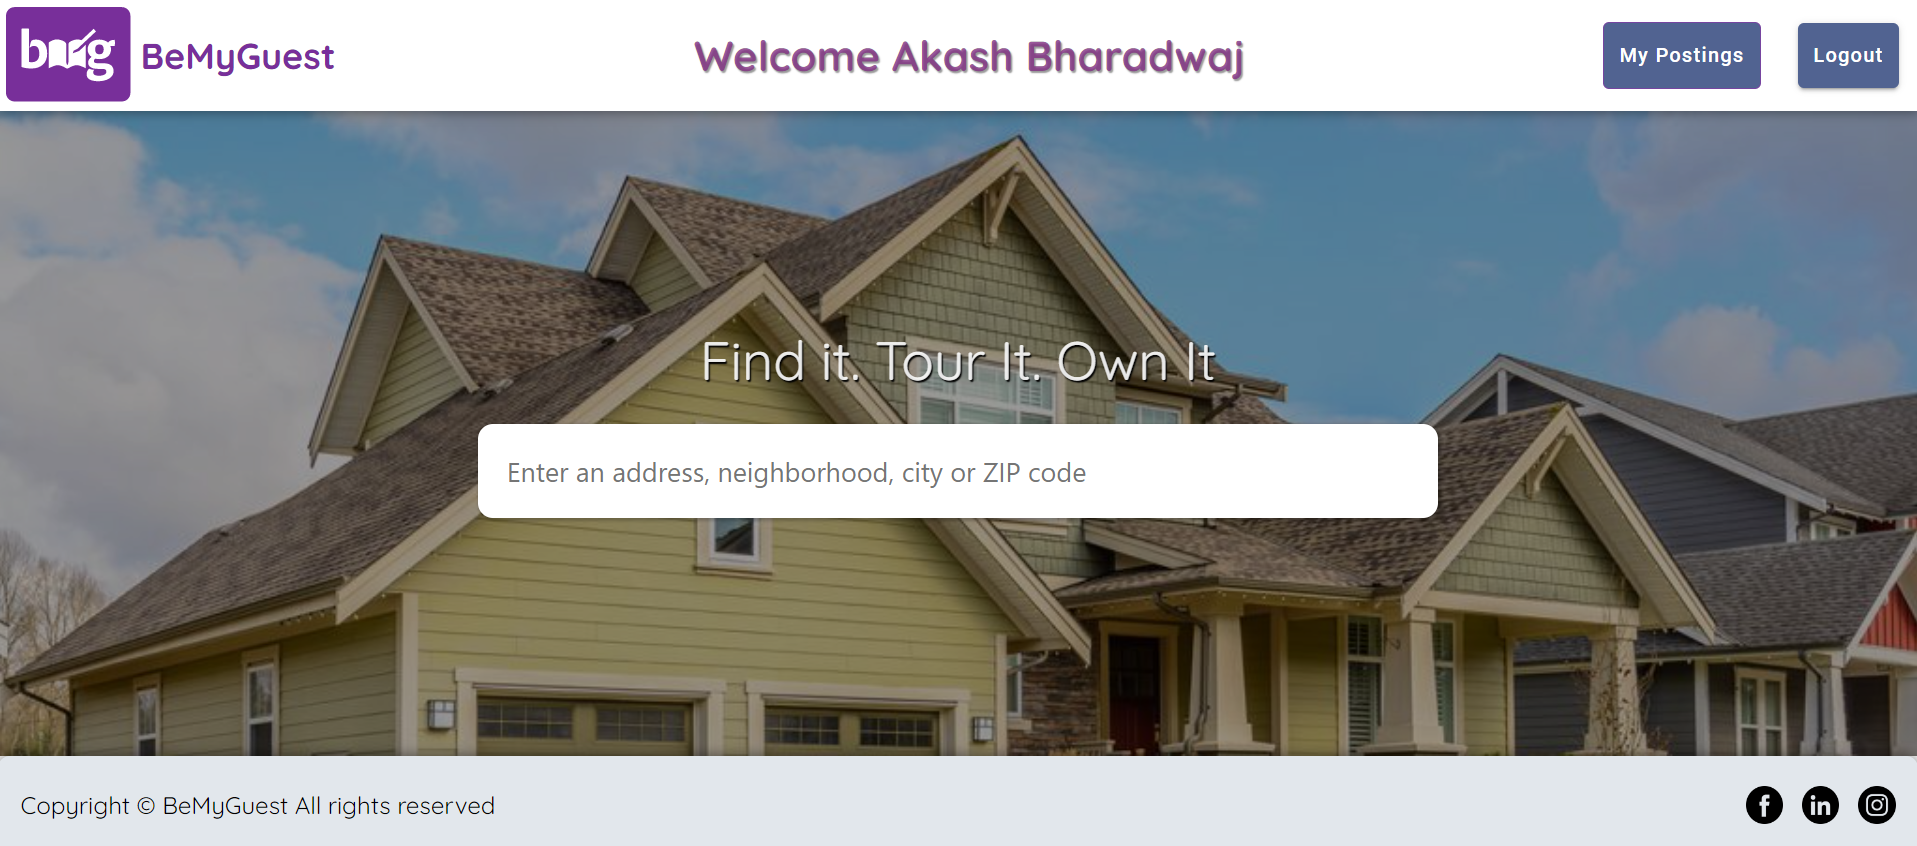 bmg BeMyGuest
Welcome Akash Bharadwaj
My Postings
Logout
Find it. Tour It. Own It
Enter an address, neighborhood, city or ZIP code
Copyright © BeMyGuest All rights reserved